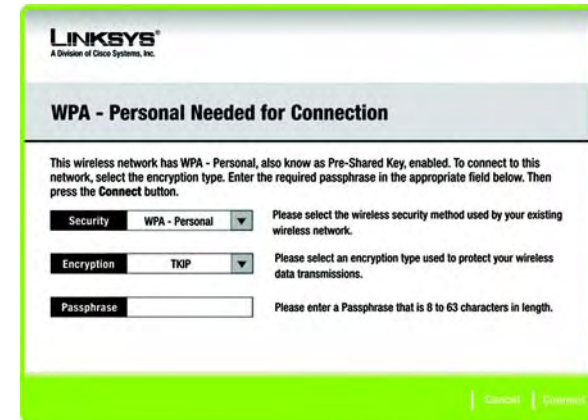 LINKSYS®
A Division of Cisco Systems, Inc.
WPA - Personal Needed for Connection
This wireless network has WPA - Personal, also know as Pre-Shared Key, enabled. To connect to this
network, select the encryption type. Enter the required passphrase in the appropriate field below. Then
press the Connect button.
Security WPA - Personal Please select the wireless security method used by your existing
wireless network.
Encryption TKIP Please select an encryption type used to protect your wireless
data transmissions.
Passphrase Please enter a Passphrase that is 8 to 63 characters in length.
Cancel Connect